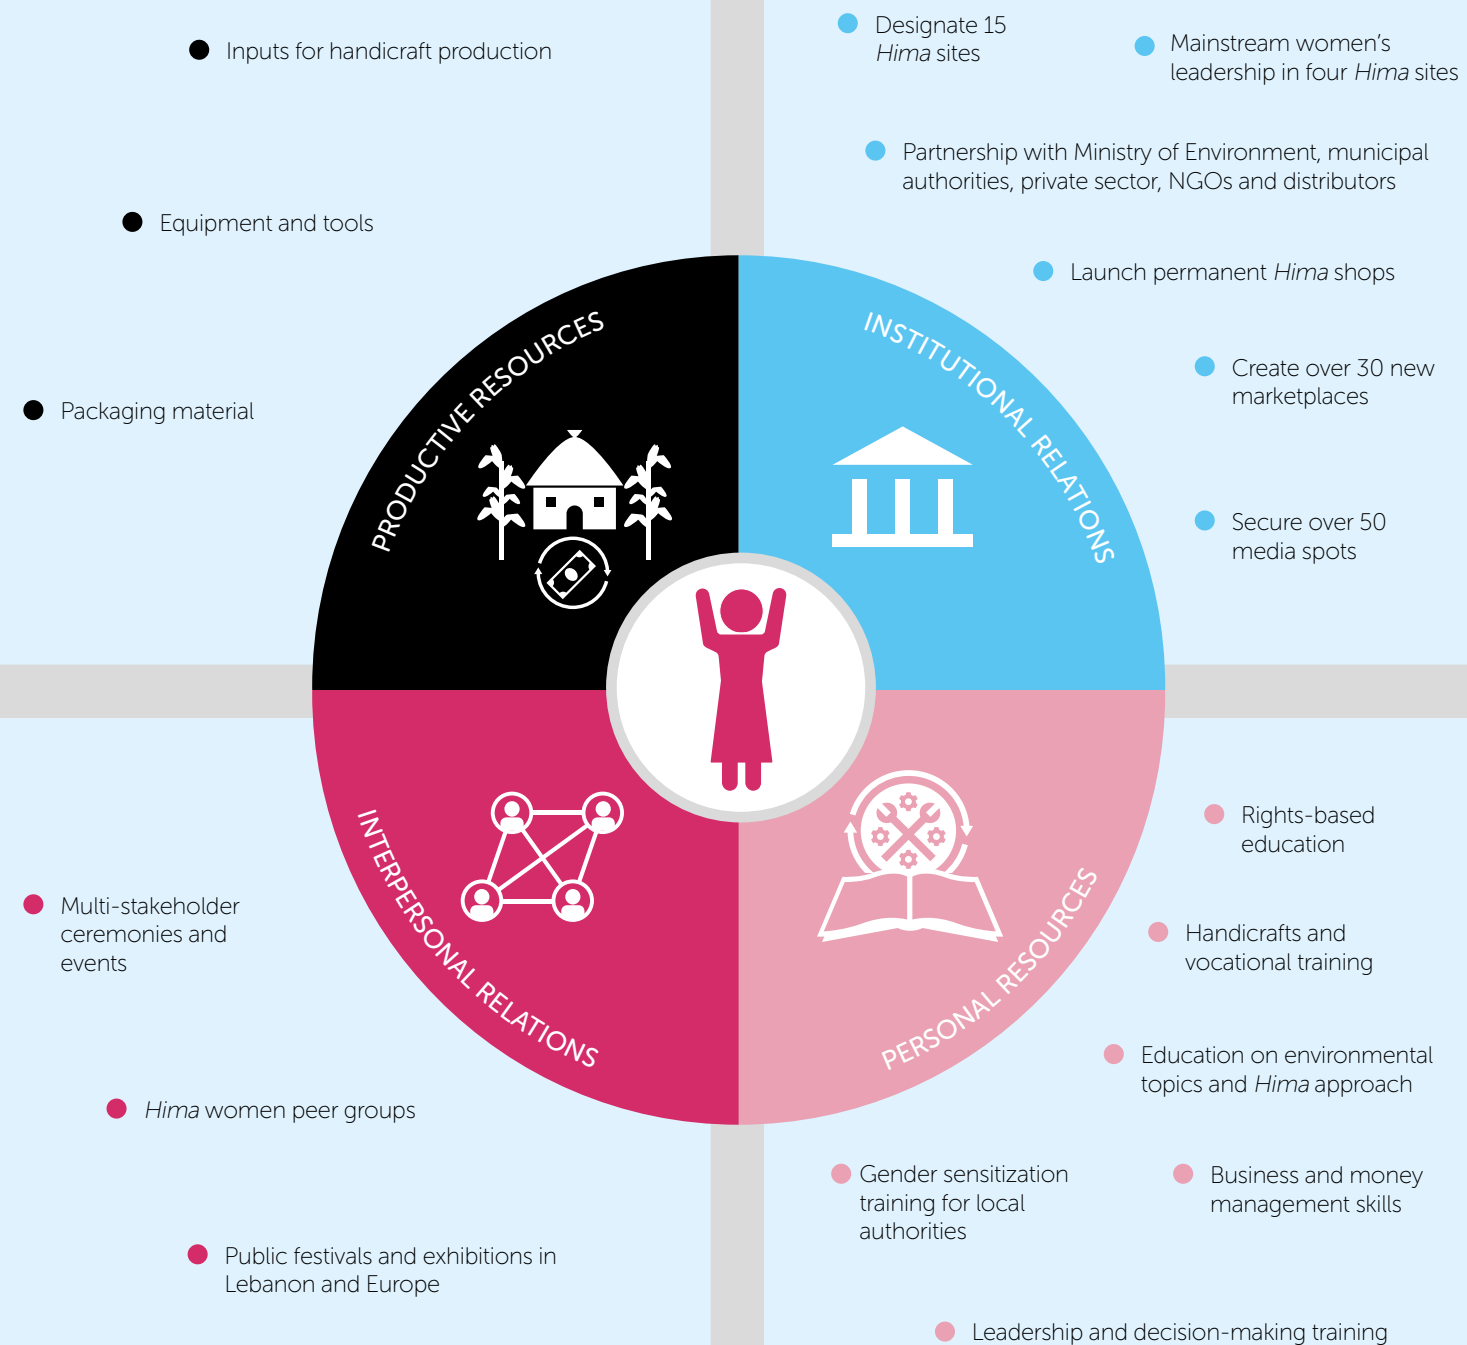 Inputs for handicraft production
Equipment and tools
Packaging material
PRODUCTIVE RESOURCES
Designate 15
Hima sites
Mainstream women's
leadership in four Hima sites
Partnership with Ministry of Environment, municipal
authorities, private sector, NGOs and distributors
Launch permanent Hima shops
Create over 30 new
marketplaces
Secure over 50
media spots
INSTITUTIONAL RELATIONS
INTERPERSONAL RELATIONS
Multi-stakeholder
ceremonies and
events
Hima women peer groups
Public festivals and exhibitions in
Lebanon and Europe
PERSONAL RESOURCES
Rights-based
education
Handicrafts and
vocational training
Education on environmental
topics and Hima approach
Gender sensitization
training for local
authorities
Business and money
management skills
Leadership and decision-making training